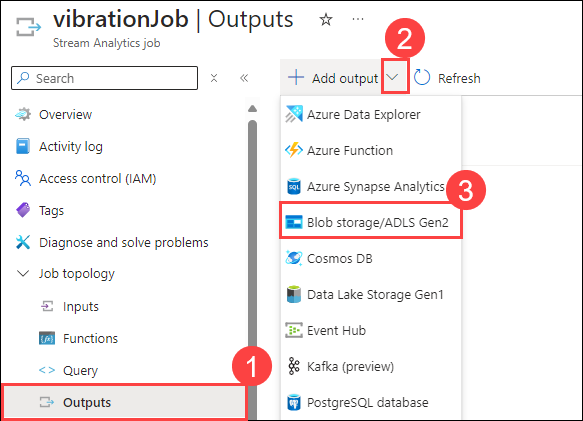 vibrationJob | Outputs
Stream Analytics job
Search
Overview
Activity log
Access control (IAM)
Tags
Diagnose and solve problems
Job topology
Inputs
Functions
Query
Outputs
1
2
Add output
Refresh
Azure Data Explorer
Azure Function
Azure Synapse Analytics
3
Blob storage/ADLS Gen2
Cosmos DB
Data Lake Storage Gen1
Event Hub
Kafka (preview)
PostgreSQL database